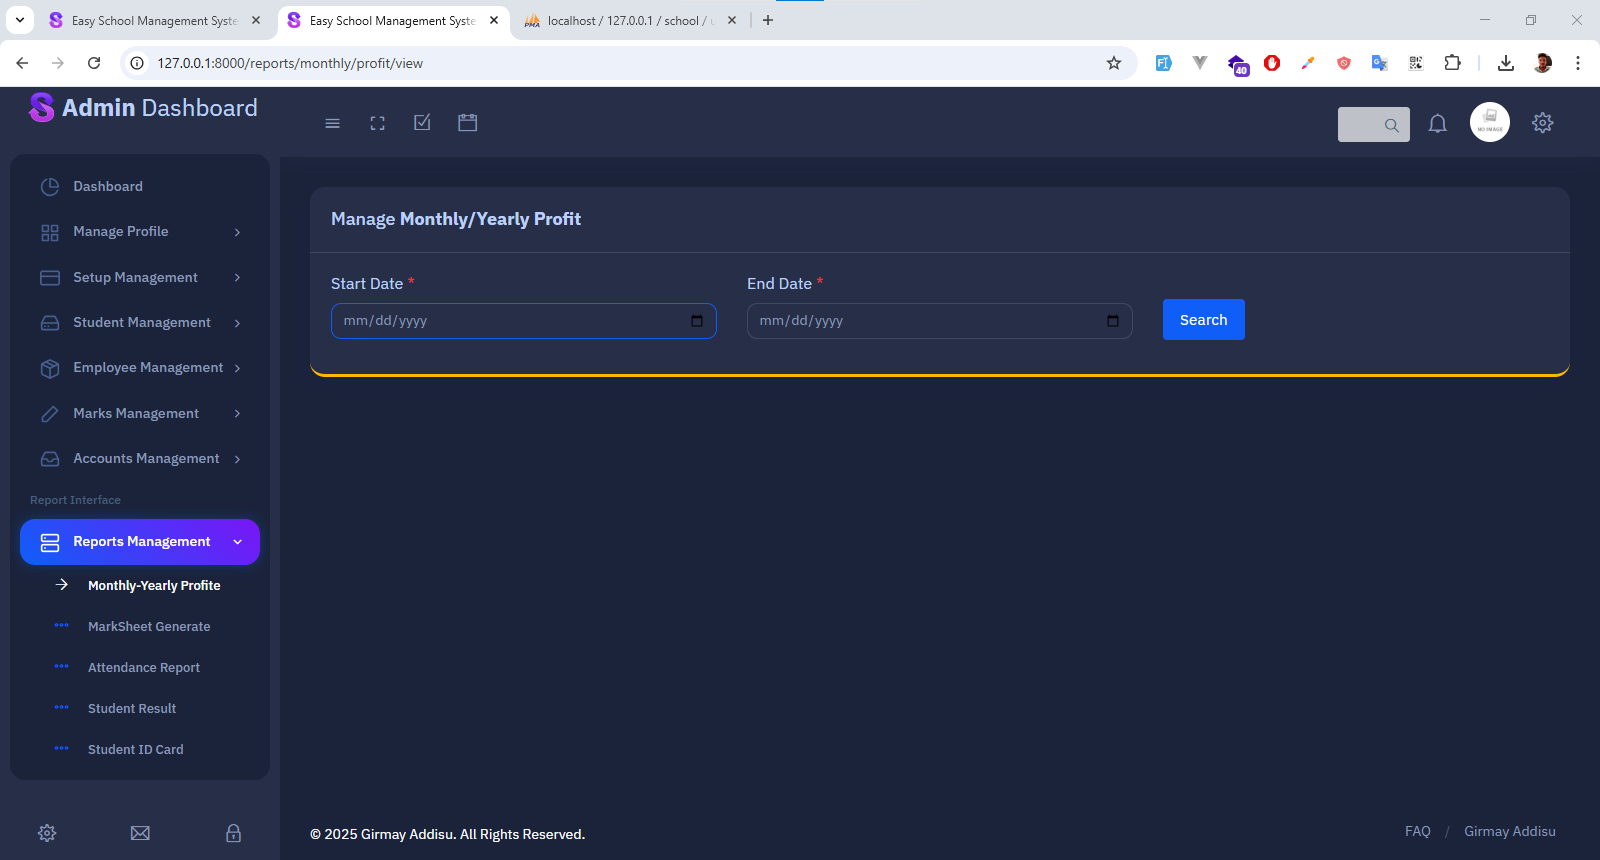 Easy School Management Syste
Easy School Management Syste
localhost / 127.0.0.1 / school / u
127.0.0.1:8000/reports/monthly/profit/view
40
Admin Dashboard
NO IMAGE
Dashboard
Manage Profile
Setup Management
Student Management
Employee Management
Marks Management
Accounts Management
Report Interface
Reports Management
Monthly-Yearly Profite
MarkSheet Generate
Attendance Report
Student Result
Student ID Card
Manage Monthly/Yearly Profit
Start Date *
End Date *
mm/dd/yyyy
mm/dd/yyyy
Search
© 2025 Girmay Addisu. All Rights Reserved.
FAQ / Girmay Addisu